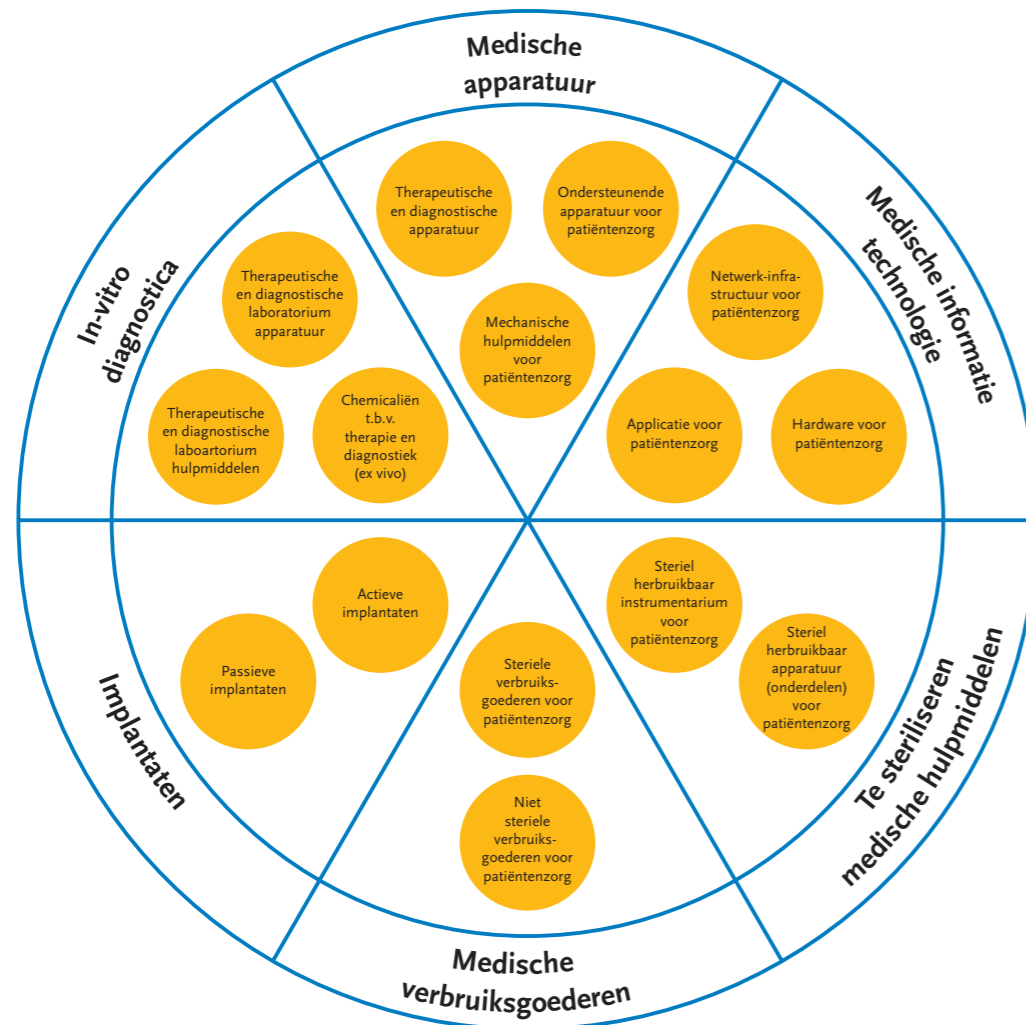 Medische
apparatuur
Therapeutische
en diagnostische
apparatuur
Ondersteunende
apparatuur voor
patiëntenzorg
Mechanische
hulpmiddelen
voor
patiëntenzorg
Medische informatie
technologie
Netwerk-infra-
structuur voor
patiëntenzorg
Applicatie voor
patiëntenzorg
Hardware voor
patiëntenzorg
Te steriliseren
medische hulpmiddelen
Steriel
herbruikbaar
instrumentarium
voor
patiëntenzorg
Steriel
herbruikbaar
apparatuur
(onderdelen)
voor
patiëntenzorg
Medische
verbruiksgoederen
Steriele
verbruiks-
goederen voor
patiëntenzorg
Niet
steriele
verbruiks-
goederen voor
patiëntenzorg
Implantaten
Actieve
implantaten
Passieve
implantaten
In-vitro
diagnostica
Therapeutische
en diagnostische
laboratorium
apparatuur
Therapeutische
en diagnostische
laboartorium
hulpmiddelen
Chemicaliën
t.b.v.
therapie en
diagnostiek
(ex vivo)